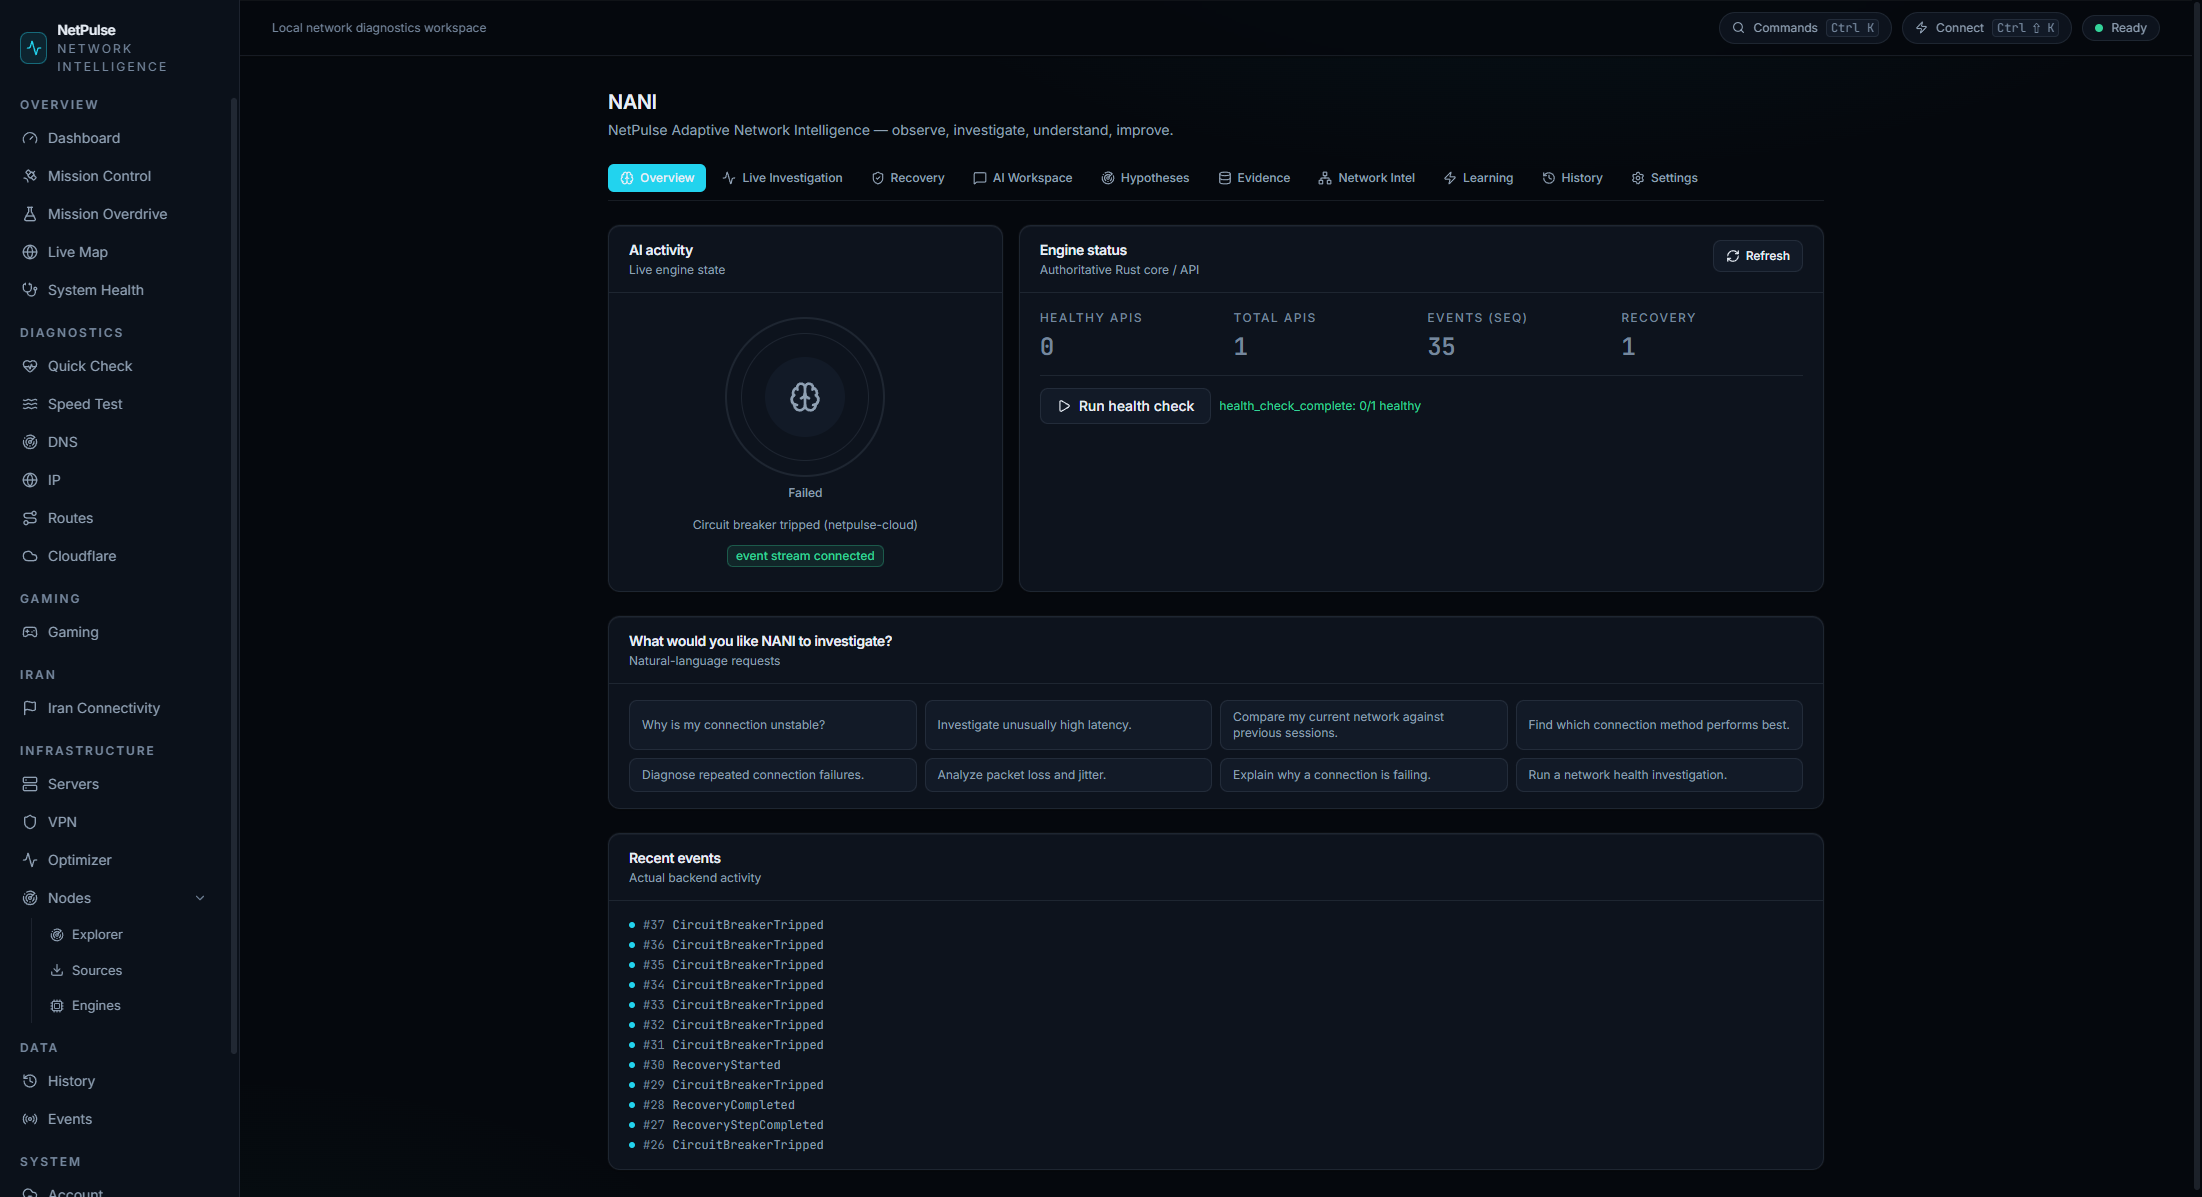 NetPulse
NETWORK
INTELLIGENCE
OVERVIEW
Dashboard
Mission Control
Mission Overdrive
Live Map
System Health
DIAGNOSTICS
Quick Check
Speed Test
DNS
IP
Routes
Cloudflare
GAMING
Gaming
IRAN
Iran Connectivity
INFRASTRUCTURE
Servers
VPN
Optimizer
Nodes
Explorer
Sources
Engines
DATA
History
Events
SYSTEM
Account
Local network diagnostics workspace
Commands Ctrl K
Connect Ctrl ⇧ K
Ready
NANI
NetPulse Adaptive Network Intelligence — observe, investigate, understand, improve.
Overview Live Investigation Recovery AI Workspace Hypotheses Evidence Network Intel Learning History Settings
AI activity
Live engine state
Failed
Circuit breaker tripped (netpulse-cloud)
event stream connected
Engine status
Authoritative Rust core / API
Refresh
HEALTHY APIS TOTAL APIS EVENTS (SEQ) RECOVERY
0 1 35 1
Run health check health_check_complete: 0/1 healthy
What would you like NANI to investigate?
Natural-language requests
Why is my connection unstable?
Investigate unusually high latency.
Compare my current network against
previous sessions.
Find which connection method performs best.
Diagnose repeated connection failures.
Analyze packet loss and jitter.
Explain why a connection is failing.
Run a network health investigation.
Recent events
Actual backend activity
#37 CircuitBreakerTripped
#36 CircuitBreakerTripped
#35 CircuitBreakerTripped
#34 CircuitBreakerTripped
#33 CircuitBreakerTripped
#32 CircuitBreakerTripped
#31 CircuitBreakerTripped
#30 RecoveryStarted
#29 CircuitBreakerTripped
#28 RecoveryCompleted
#27 RecoveryStepCompleted
#26 CircuitBreakerTripped